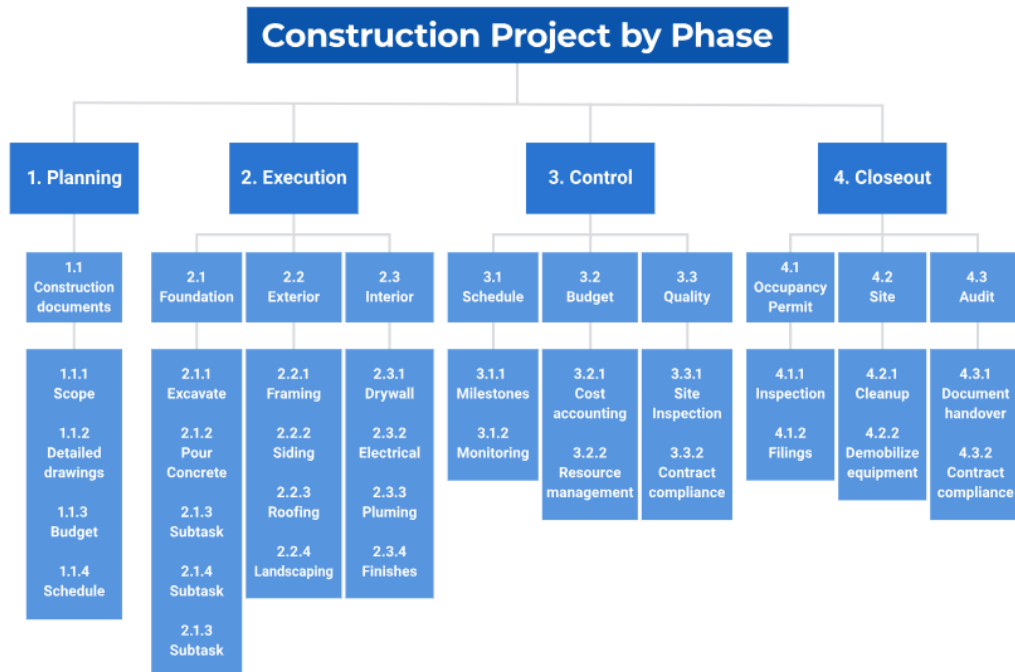 Construction Project by Phase
1. Planning
2. Execution
3. Control
4. Closeout
1.1
Construction
documents
2.1
Foundation
2.2
Exterior
2.3
Interior
3.1
Schedule
3.2
Budget
3.3
Quality
4.1
Occupancy
Permit
4.2
Site
4.3
Audit
1.1.1
Scope
1.1.2
Detailed
drawings
1.1.3
Budget
1.1.4
Schedule
2.1.1
Excavate
2.1.2
Pour
Concrete
2.1.3
Subtask
2.1.4
Subtask
2.1.3
Subtask
2.2.1
Framing
2.2.2
Siding
2.2.3
Roofing
2.2.4
Landscaping
2.3.1
Drywall
2.3.2
Electrical
2.3.3
Pluming
2.3.4
Finishes
3.1.1
Milestones
3.1.2
Monitoring
3.2.1
Cost
accounting
3.2.2
Resource
management
3.3.1
Site
Inspection
3.3.2
Contract
compliance
4.1.1
Inspection
4.1.2
Filings
4.2.1
Cleanup
4.2.2
Demobilize
equipment
4.3.1
Document
handover
4.3.2
Contract
compliance